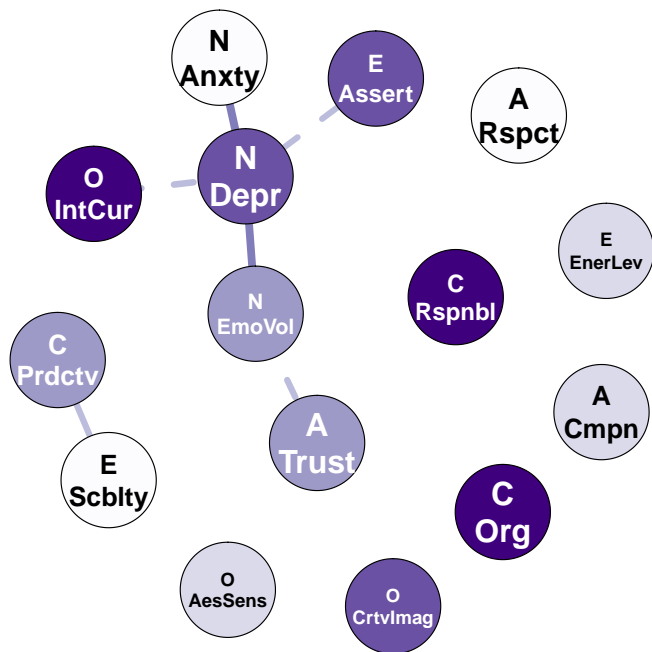 N
Anxty
E
Assert
A
Rspct
N
Depr
O
IntCur
E
EnerLev
C
Rspnbl
N
EmoVol
C
Prdctv
A
Cmpn
A
Trust
E
Scblty
C
Org
O
AesSens
O
CrtvImag